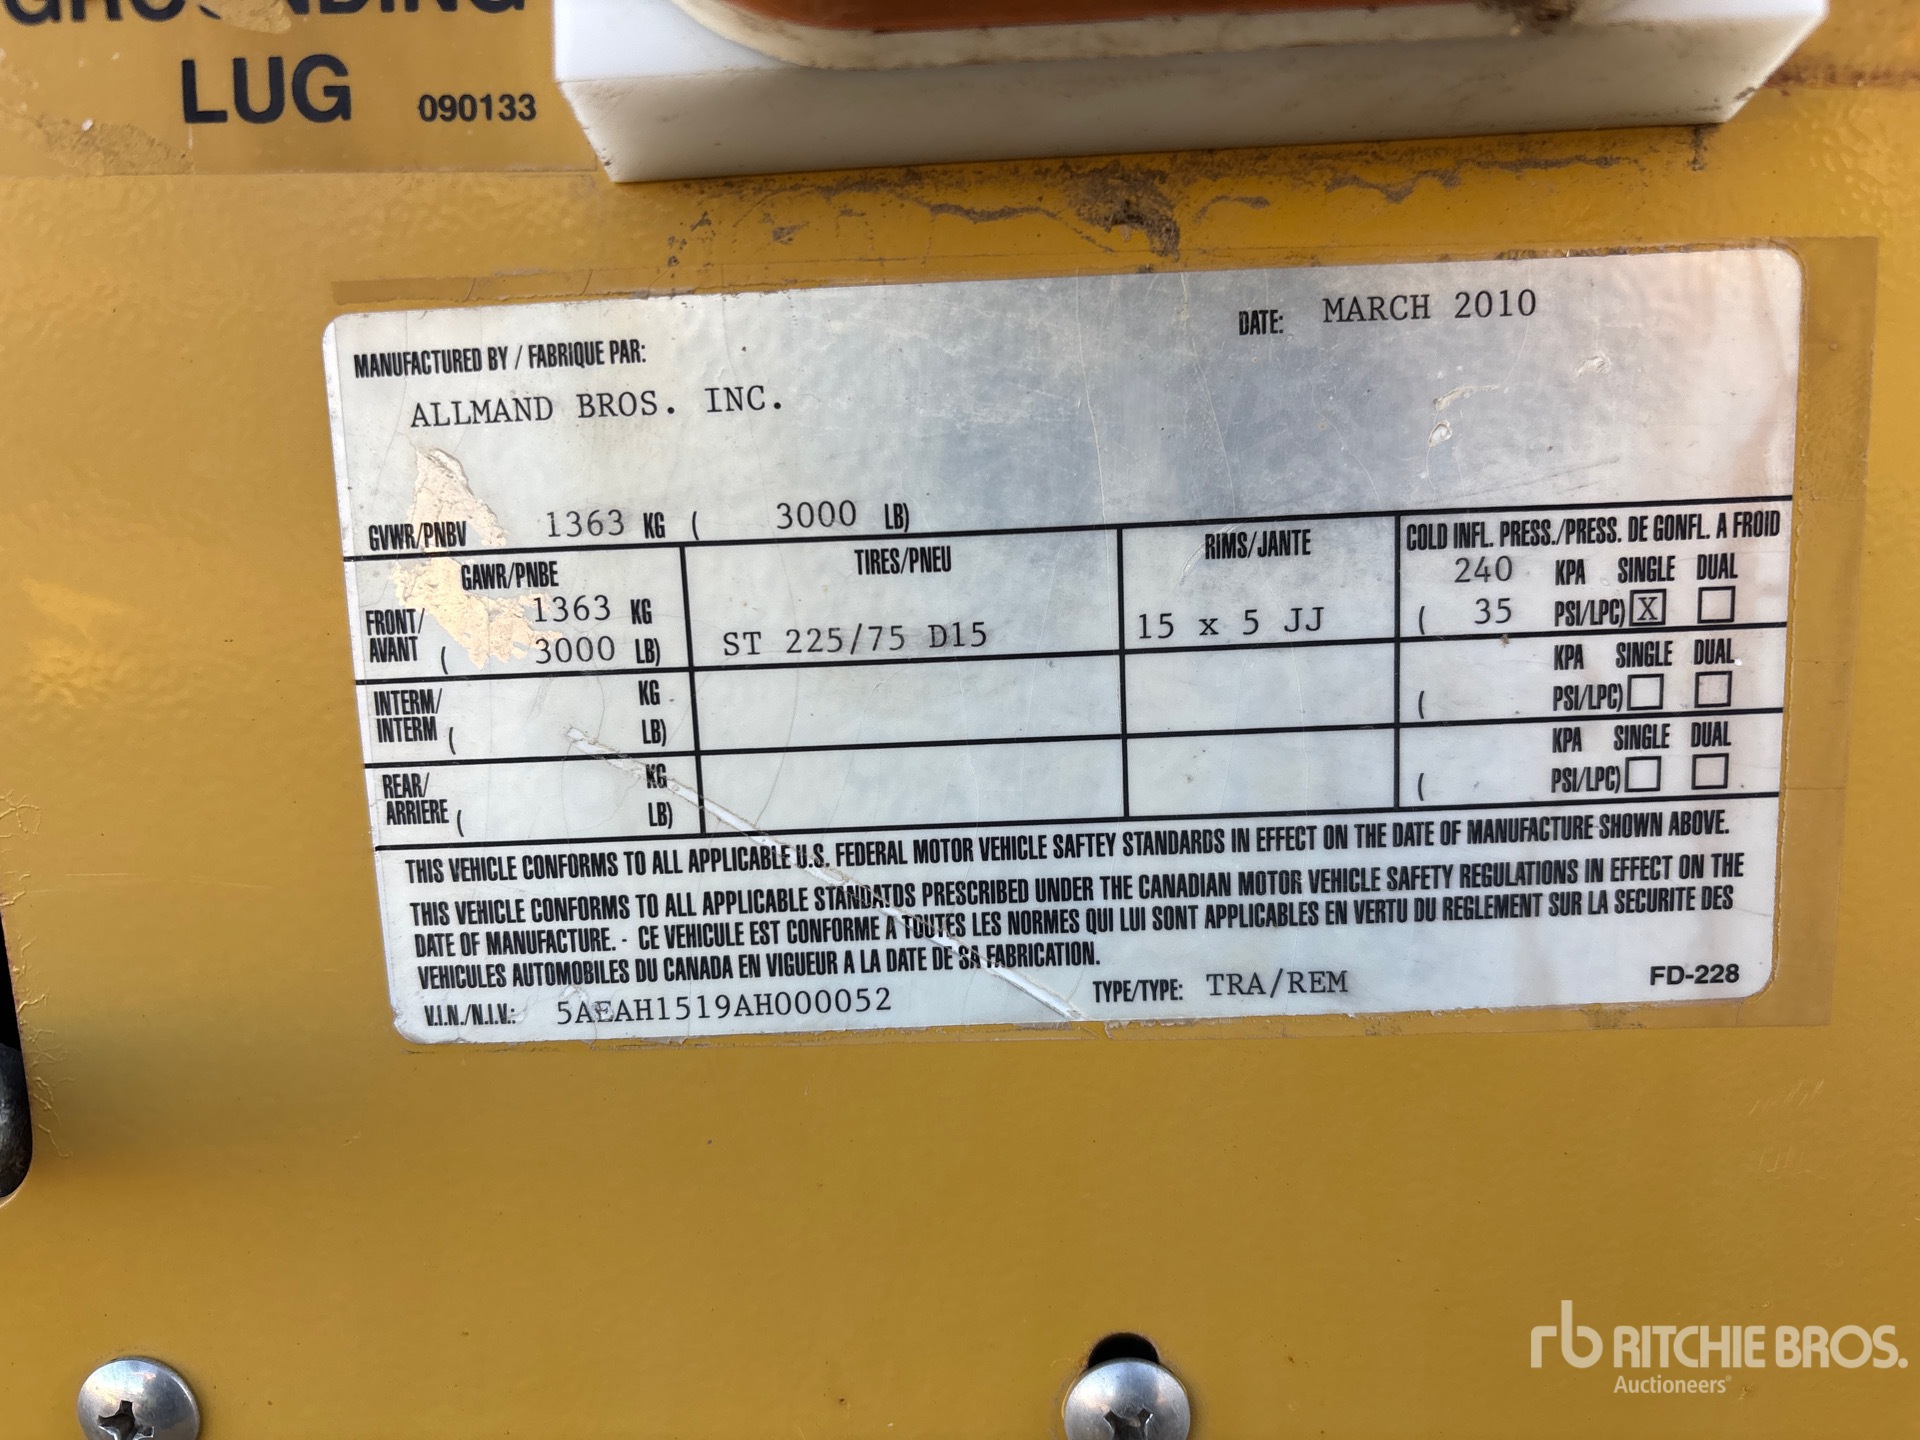 LUG 090133
DATE: MARCH 2010
MANUFACTURED BY / FABRIQUE PAR:
ALLMAND BROS. INC.
GVWR/PNBV 1363 KG ( 3000 LB)
GAWR/PNBE TIRES/PNEU RIMS/JANTE COLD INFL. PRESS./PRESS. DE GONFL. A FROID
FRONT/ 1363 KG 240 KPA SINGLE DUAL
AVANT ( 3000 LB) ST 225/75 D15 15 x 5 JJ ( 35 PSI/LPC) X
INTERM/ KG KPA SINGLE DUAL
INTERM ( LB) ( PSI/LPC)
REAR/ KG KPA SINGLE DUAL
ARRIERE ( LB) ( PSI/LPC)
THIS VEHICLE CONFORMS TO ALL APPLICABLE U.S. FEDERAL MOTOR VEHICLE SAFTEY STANDARDS IN EFFECT ON THE DATE OF MANUFACTURE SHOWN ABOVE.
THIS VEHICLE CONFORMS TO ALL APPLICABLE STANDATDS PRESCRIBED UNDER THE CANADIAN MOTOR VEHICLE SAFETY REGULATIONS IN EFFECT ON THE
DATE OF MANUFACTURE. - CE VEHICULE EST CONFORME A TOUTES LES NORMES QUI LUI SONT APPLICABLES EN VERTU DU REGLEMENT SUR LA SECURITE DES
VEHICULES AUTOMOBILES DU CANADA EN VIGUEUR A LA DATE DE SA FABRICATION.
V.I.N./N.I.V.: 5AEAH1519AH000052 TYPE/TYPE: TRA/REM FD-228
rb RITCHIE BROS.
Auctioneers